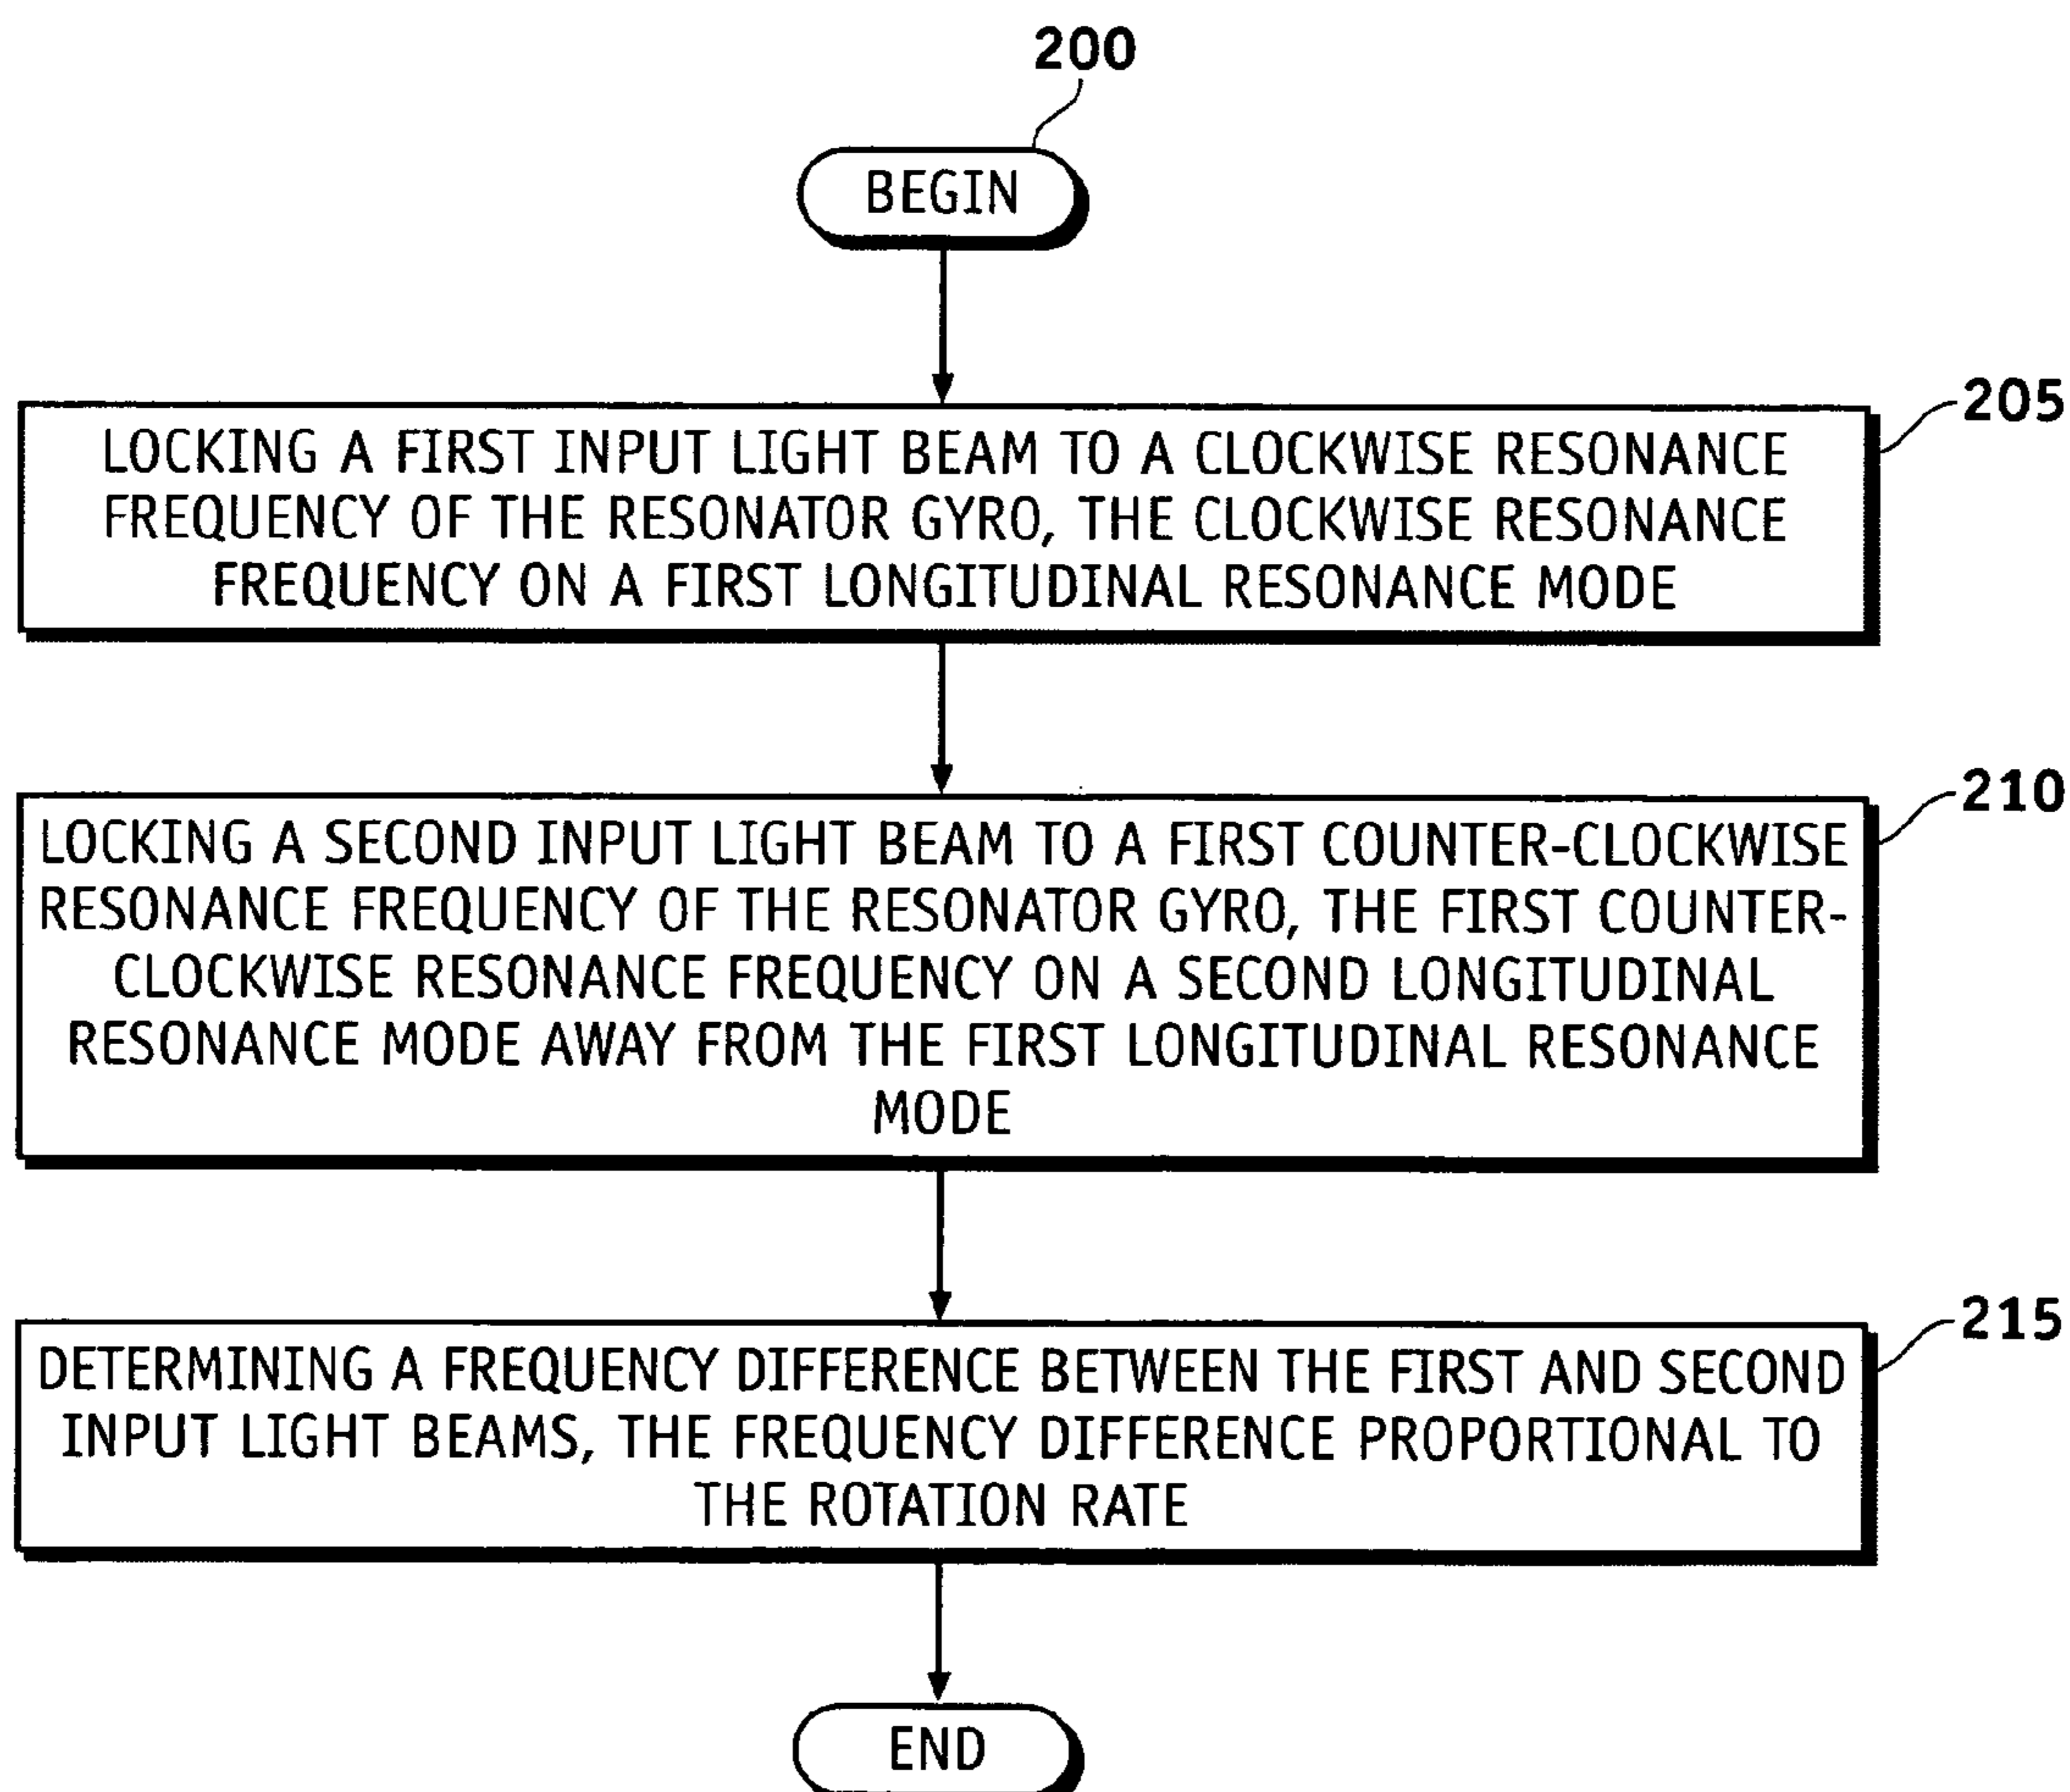 200
BEGIN
205
LOCKING A FIRST INPUT LIGHT BEAM TO A CLOCKWISE RESONANCE
FREQUENCY OF THE RESONATOR GYRO, THE CLOCKWISE RESONANCE
FREQUENCY ON A FIRST LONGITUDINAL RESONANCE MODE
210
LOCKING A SECOND INPUT LIGHT BEAM TO A FIRST COUNTER-CLOCKWISE
RESONANCE FREQUENCY OF THE RESONATOR GYRO, THE FIRST COUNTER-
CLOCKWISE RESONANCE FREQUENCY ON A SECOND LONGITUDINAL
RESONANCE MODE AWAY FROM THE FIRST LONGITUDINAL RESONANCE
MODE
215
DETERMINING A FREQUENCY DIFFERENCE BETWEEN THE FIRST AND SECOND
INPUT LIGHT BEAMS, THE FREQUENCY DIFFERENCE PROPORTIONAL TO
THE ROTATION RATE
END